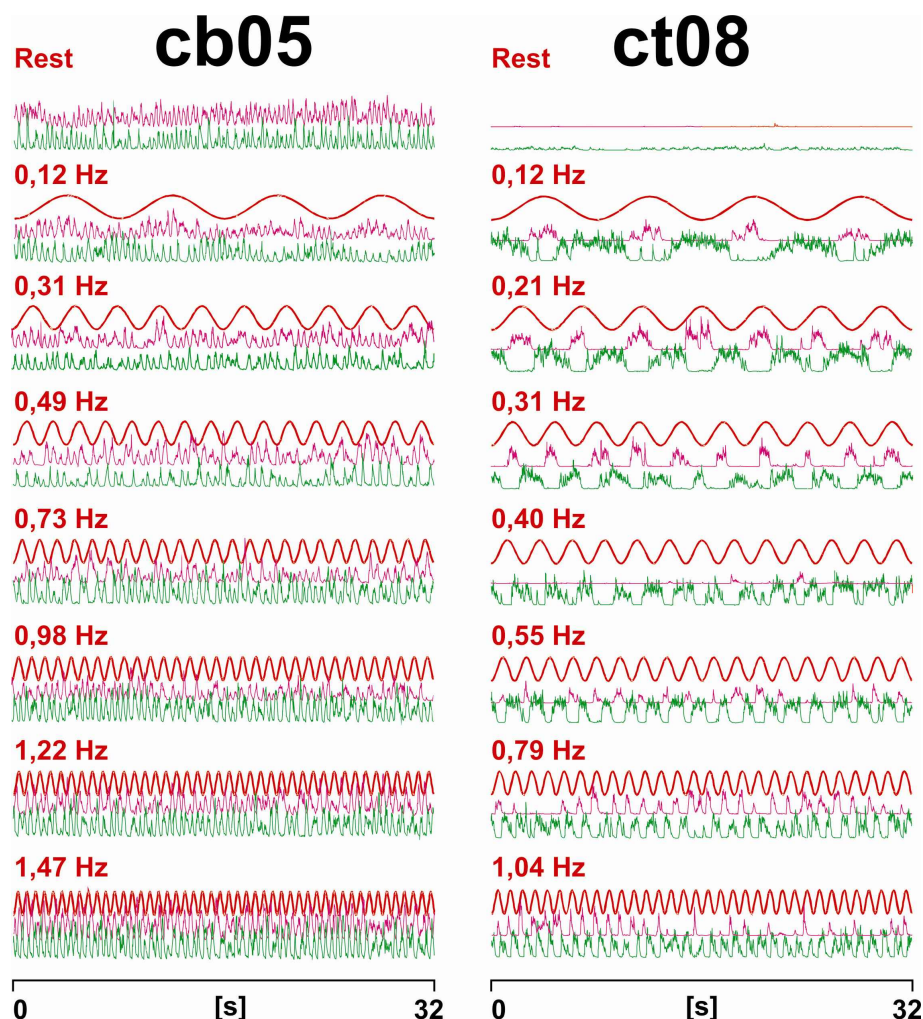 cb05
Rest
0,12 Hz
0,31 Hz
0,49 Hz
0,73 Hz
0,98 Hz
1,22 Hz
1,47 Hz
0 [s] 32
ct08
Rest
0,12 Hz
0,21 Hz
0,31 Hz
0,40 Hz
0,55 Hz
0,79 Hz
1,04 Hz
0 [s] 32